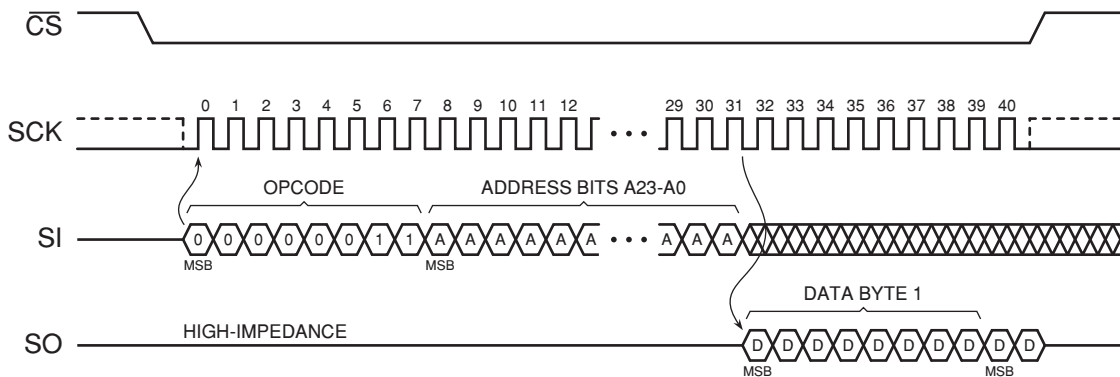 CS
0 1 2 3 4 5 6 7 8 9 10 11 12 29 30 31 32 33 34 35 36 37 38 39 40
SCK
OPCODE ADDRESS BITS A23-A0
SI 0 0 0 0 0 0 1 1 A A A A A A A A A
MSB MSB
DATA BYTE 1
HIGH-IMPEDANCE
SO D D D D D D D D D D
MSB MSB